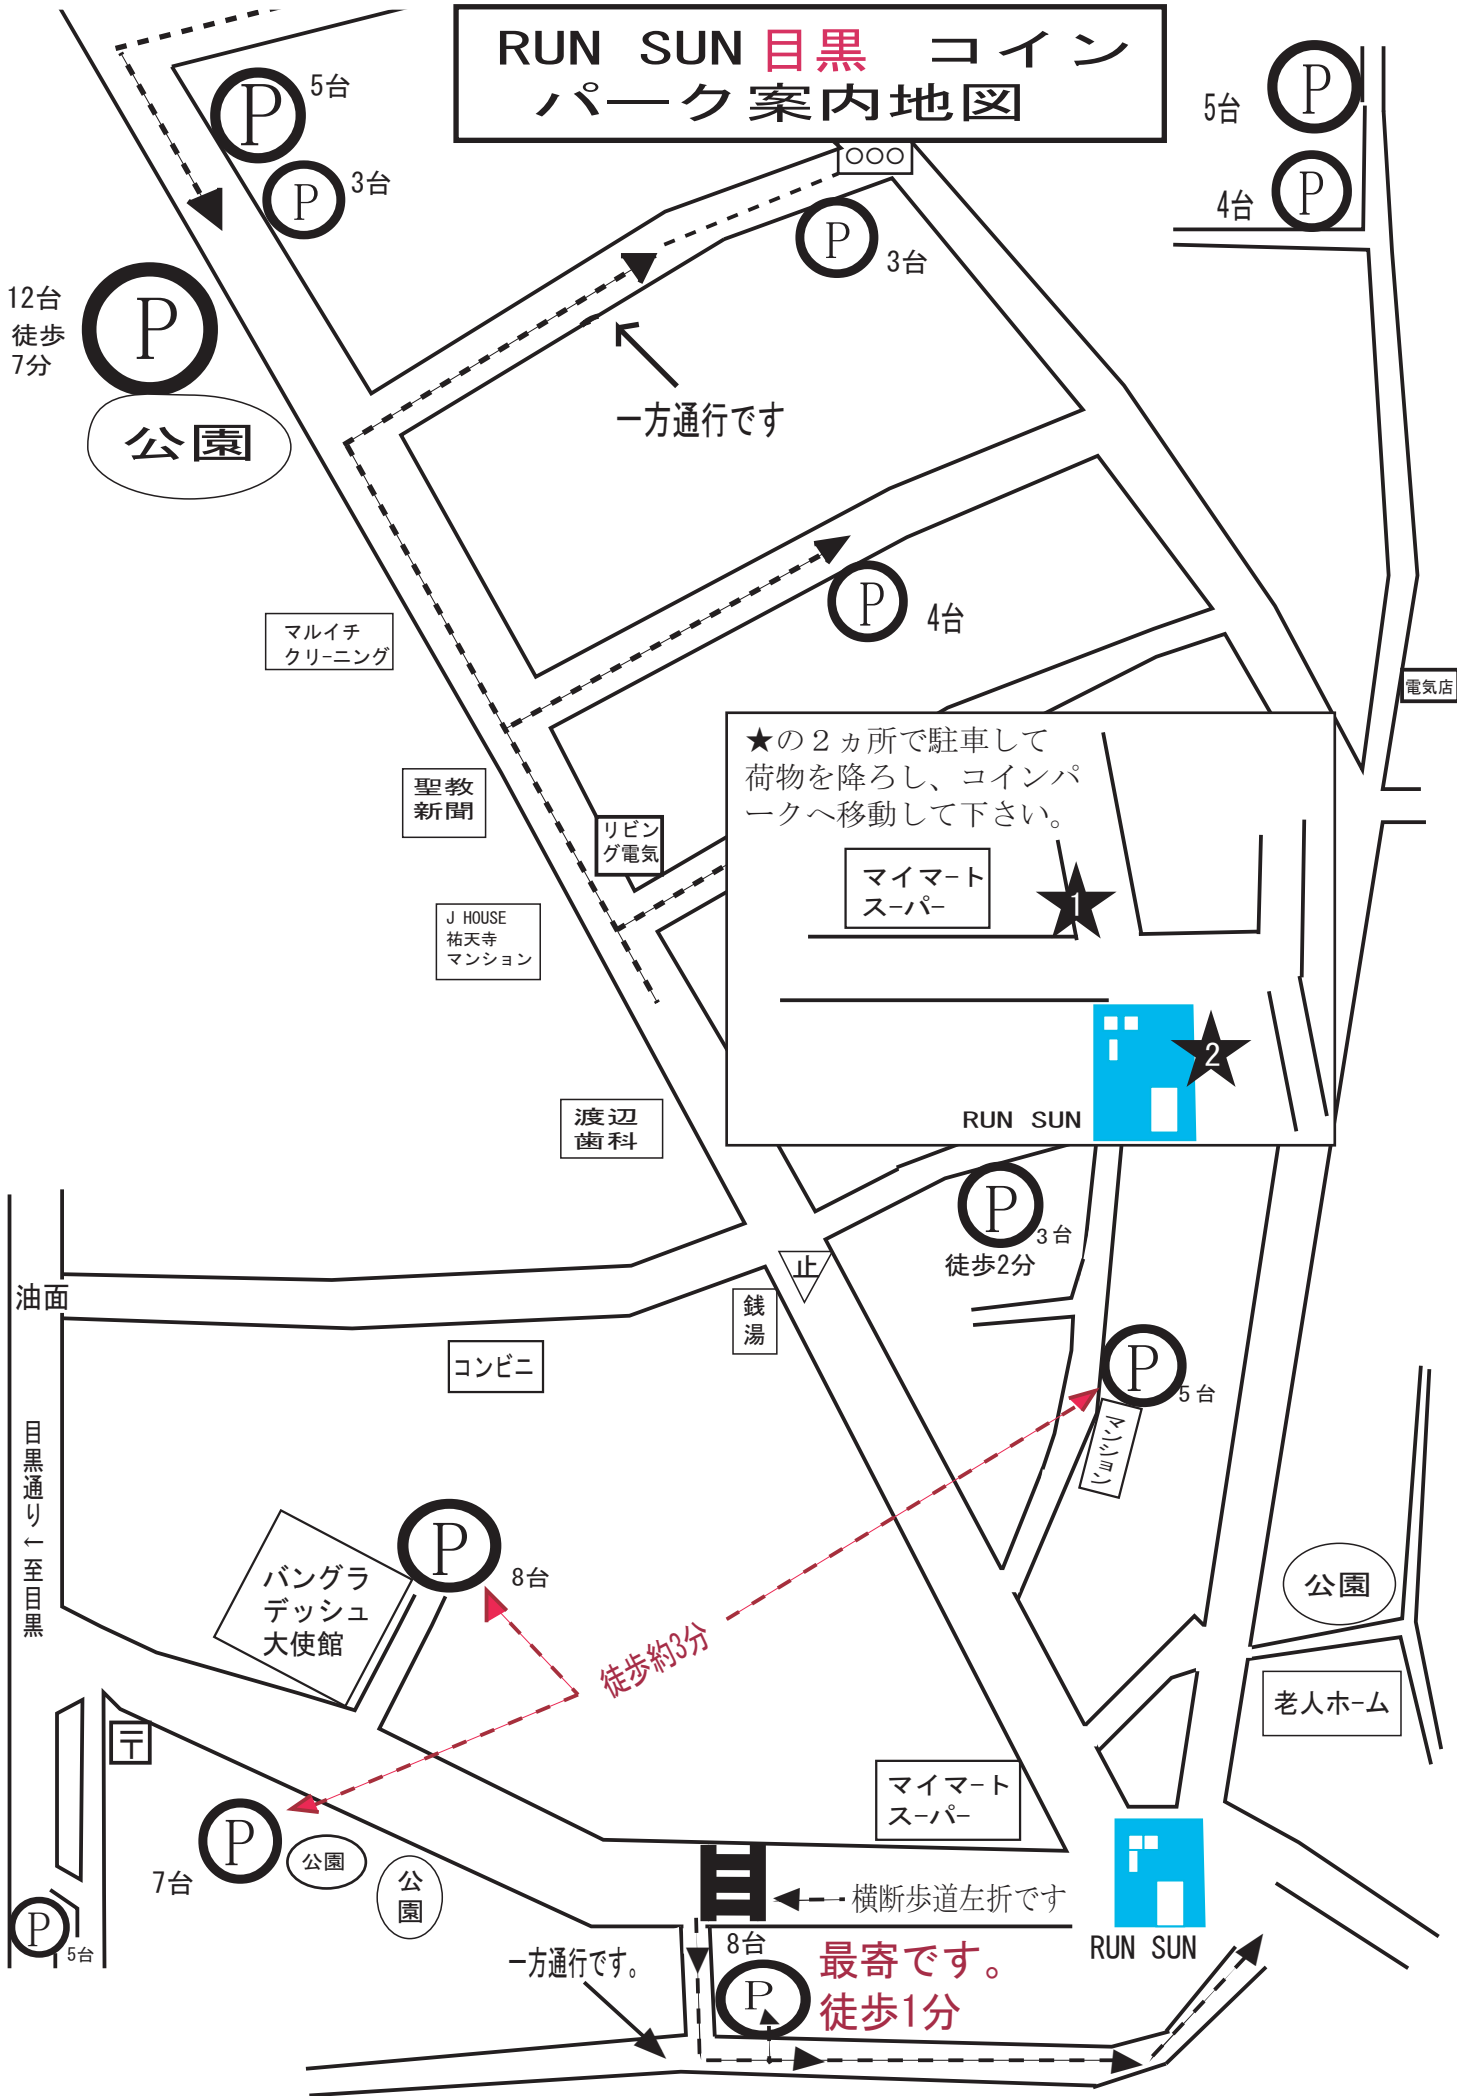 RUN SUN 目黒 コイン
パーク案内地図
P
5台
P
3台
5台
P
4台
P
○○○
P
3台
12台
徒歩
7分
P
公園
一方通行です
P
4台
マルイチ
クリーニング
電気店
聖教
新聞
リビン
グ電気
★の2ヵ所で駐車して
荷物を降ろし、コインパ
ークへ移動して下さい。
マイマート
スーパー
1
J HOUSE
祐天寺
マンション
2
RUN SUN
渡辺
歯科
P
3台
徒歩2分
止
油面
銭
湯
コンビニ
P
5台
マンション
目黒通り←至目黒
P
8台
バングラ
デッシュ
大使館
徒歩約3分
公園
老人ホーム
〒
マイマート
スーパー
P
7台
公園
公
園
横断歩道左折です
P
5台
RUN SUN
8台
P
最寄です。
徒歩1分
一方通行です。